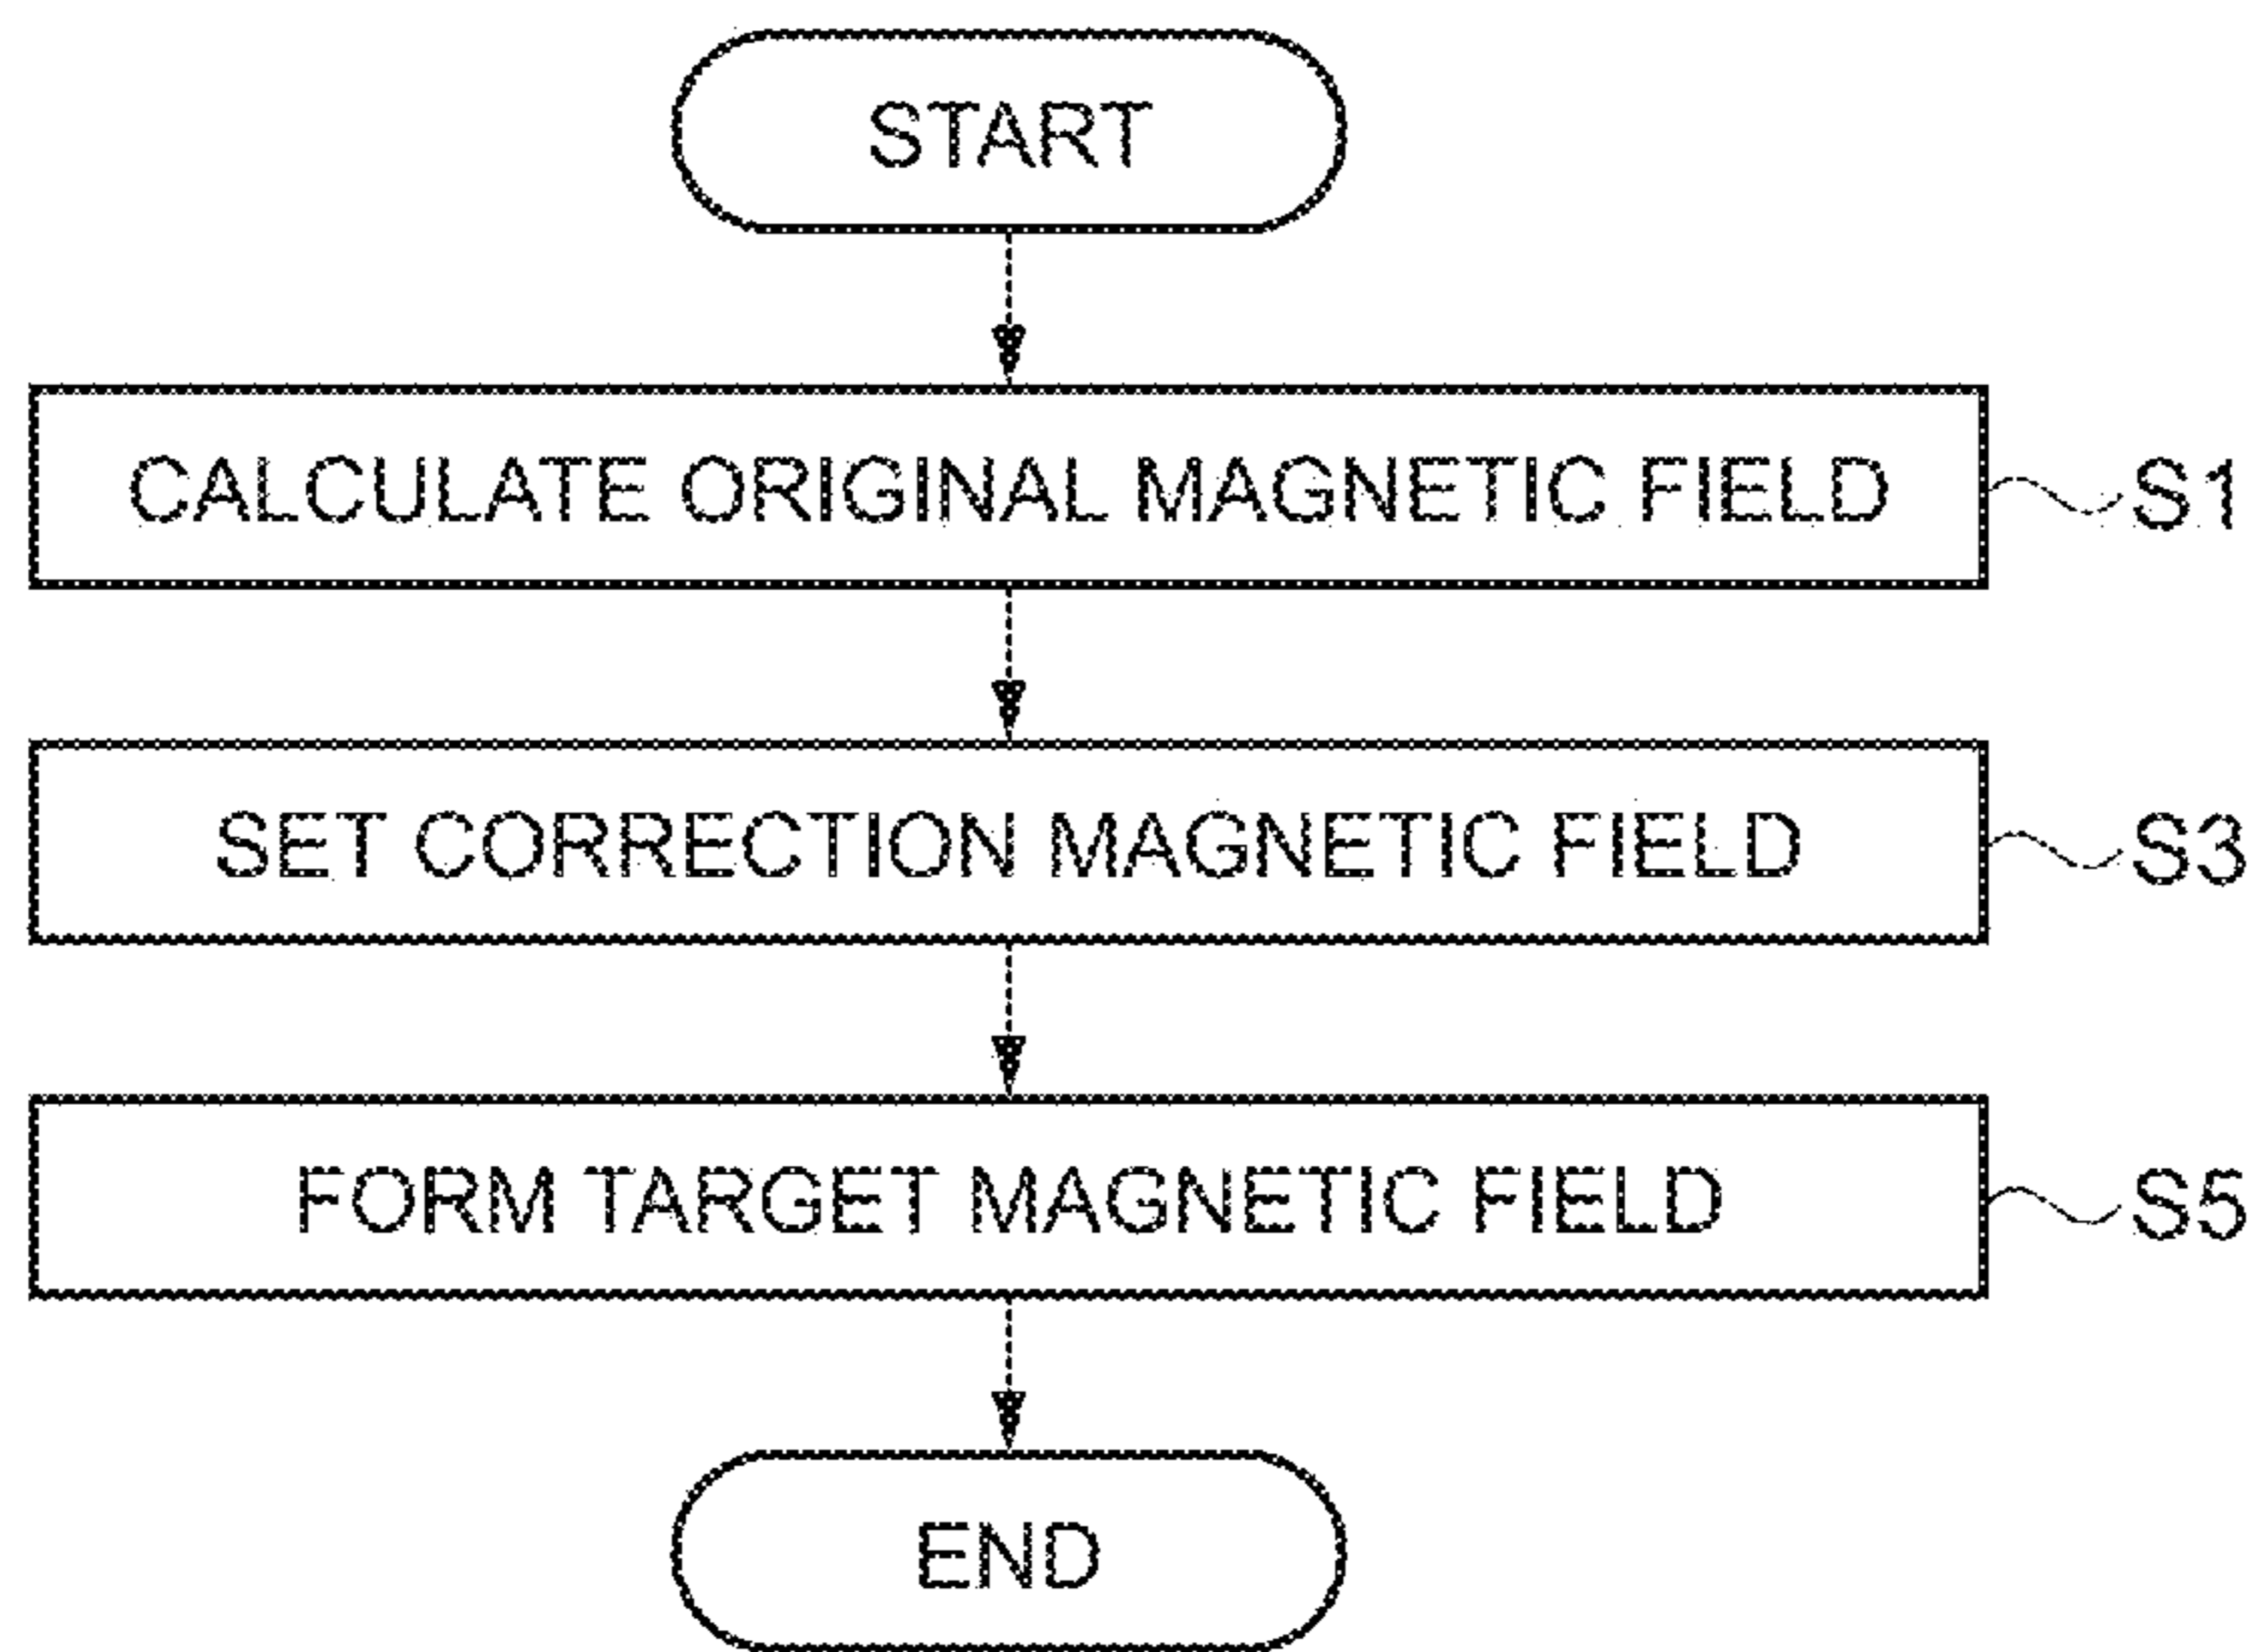 START
CALCULATE ORIGINAL MAGNETIC FIELD S1
SET CORRECTION MAGNETIC FIELD S3
FORM TARGET MAGNETIC FIELD S5
END